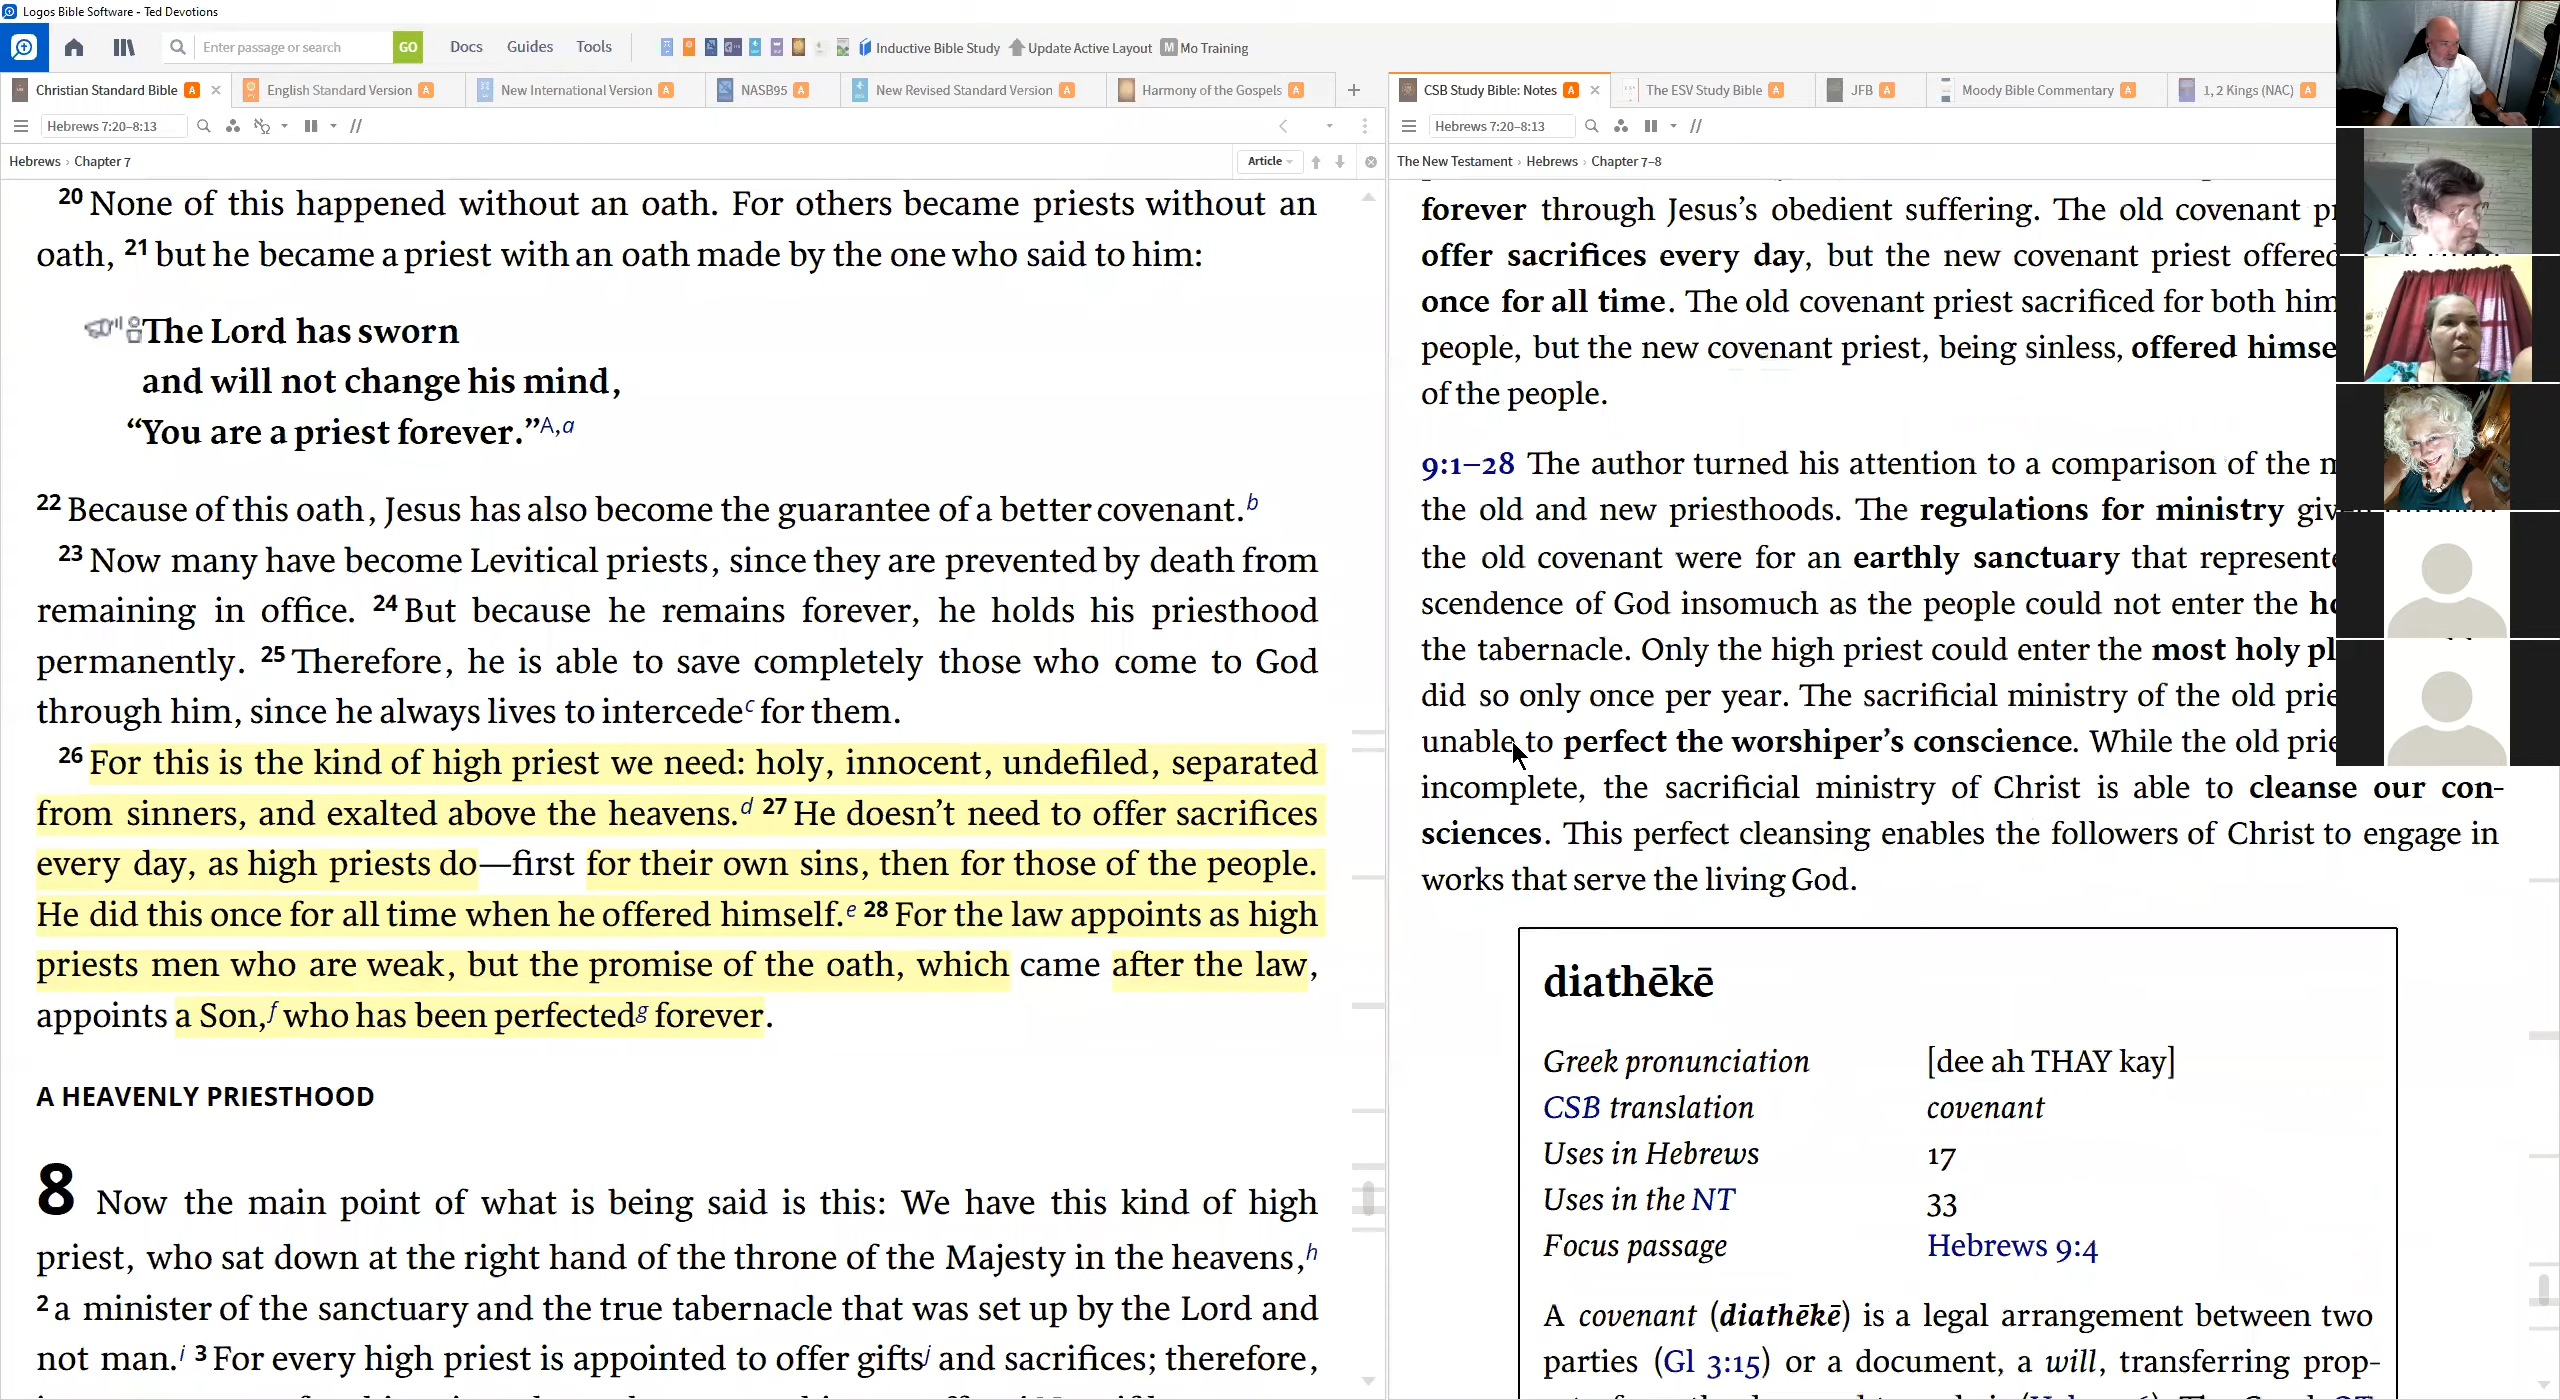 Logos Bible Software - Ted Devotions
Enter passage or search GO Docs Guides Tools Inductive Bible Study Update Active Layout M Mo Training
Christian Standard Bible A English Standard Version A New International Version A NASB95 A New Revised Standard Version A Harmony of the Gospels A
Hebrews 7:20–8:13
Hebrews › Chapter 7 Article
20 None of this happened without an oath. For others became priests without an
oath, 21 but he became a priest with an oath made by the one who said to him:
The Lord has sworn
and will not change his mind,
“You are a priest forever.”A,a
22 Because of this oath, Jesus has also become the guarantee of a better covenant.b
23 Now many have become Levitical priests, since they are prevented by death from
remaining in office. 24 But because he remains forever, he holds his priesthood
permanently. 25 Therefore, he is able to save completely those who come to God
through him, since he always lives to intercedec for them.
26 For this is the kind of high priest we need: holy, innocent, undefiled, separated
from sinners, and exalted above the heavens.d 27 He doesn’t need to offer sacrifices
every day, as high priests do—first for their own sins, then for those of the people.
He did this once for all time when he offered himself.e 28 For the law appoints as high
priests men who are weak, but the promise of the oath, which came after the law,
appoints a Son,f who has been perfectedg forever.
A HEAVENLY PRIESTHOOD
8 Now the main point of what is being said is this: We have this kind of high
priest, who sat down at the right hand of the throne of the Majesty in the heavens,h
2 a minister of the sanctuary and the true tabernacle that was set up by the Lord and
not man.i 3 For every high priest is appointed to offer giftsj and sacrifices; therefore,
CSB Study Bible: Notes A The ESV Study Bible A JFB A Moody Bible Commentary A 1, 2 Kings (NAC) A
Hebrews 7:20–8:13
The New Testament › Hebrews › Chapter 7–8
forever through Jesus’s obedient suffering. The old covenant
offer sacrifices every day, but the new covenant priest offered
once for all time. The old covenant priest sacrificed for both
people, but the new covenant priest, being sinless, offered
of the people.
9:1–28 The author turned his attention to a comparison of the
the old and new priesthoods. The regulations for ministry
the old covenant were for an earthly sanctuary that
scendence of God insomuch as the people could not enter the
the tabernacle. Only the high priest could enter the most holy
did so only once per year. The sacrificial ministry of the old
unable to perfect the worshiper’s conscience. While the old
incomplete, the sacrificial ministry of Christ is able to cleanse our con-
sciences. This perfect cleansing enables the followers of Christ to engage in
works that serve the living God.
diathēkē
Greek pronunciation [dee ah THAY kay]
CSB translation covenant
Uses in Hebrews 17
Uses in the NT 33
Focus passage Hebrews 9:4
A covenant (diathēkē) is a legal arrangement between two
parties (Gl 3:15) or a document, a will, transferring prop-